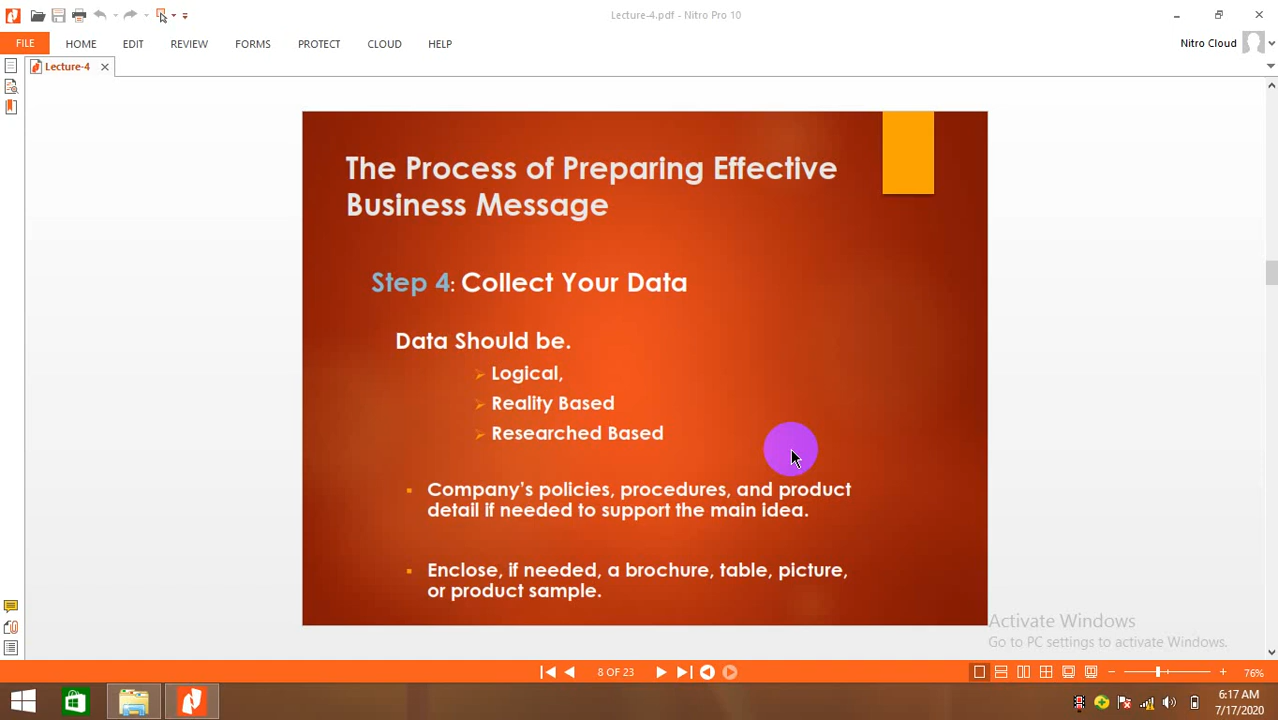 Lecture-4.pdf - Nitro Pro 10
FILE HOME EDIT REVIEW FORMS PROTECT CLOUD HELP
Nitro Cloud
Lecture-4
The Process of Preparing Effective
Business Message
Step 4: Collect Your Data
Data Should be.
Logical,
Reality Based
Researched Based
Company's policies, procedures, and product
detail if needed to support the main idea.
Enclose, if needed, a brochure, table, picture,
or product sample.
Activate Windows
Go to PC settings to activate Windows.
8 OF 23
76%
6:17 AM
7/17/2020